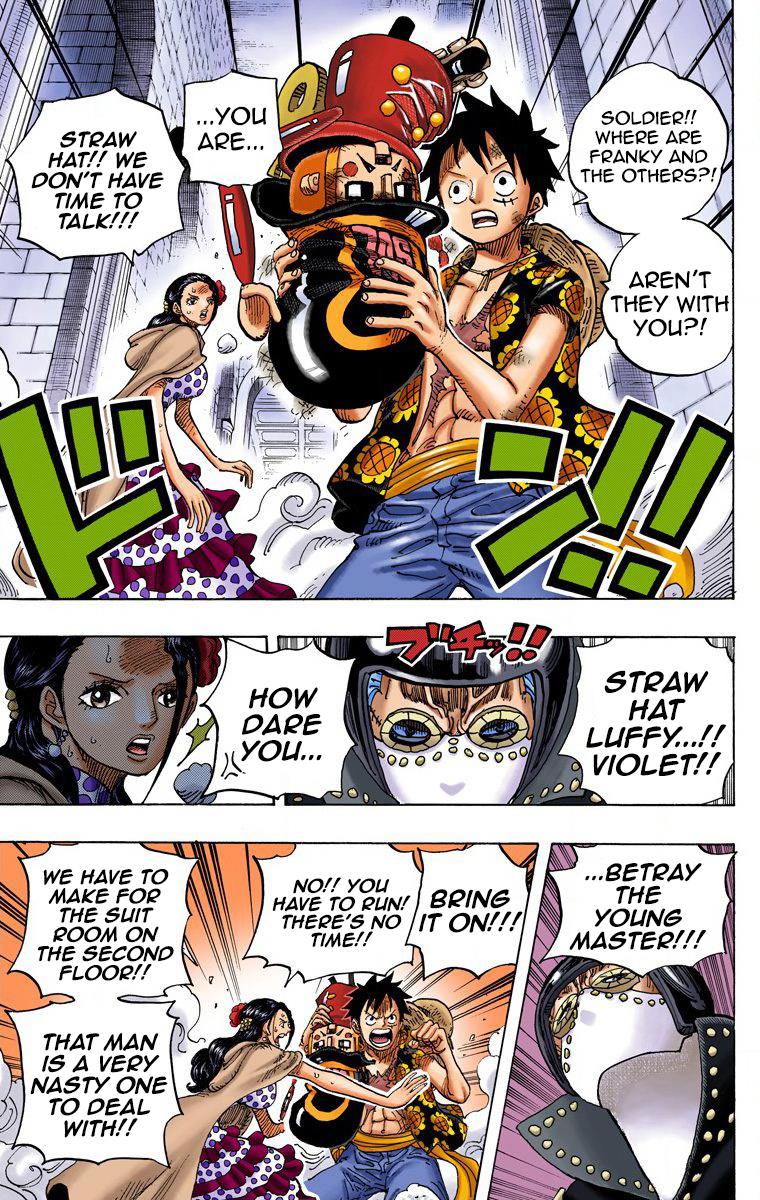 SOLDIER!!
WHERE ARE
FRANKY AND
THE OTHERS?!
AREN'T
THEY WITH
YOU?!
...YOU
ARE...
STRAW
HAT!! WE
DON'T HAVE
TIME TO
TALK!!!
ドン!!
ブチッ!!
STRAW
HAT
LUFFY...!!
VIOLET!!
HOW
DARE
YOU...
...BETRAY
THE
YOUNG
MASTER!!!
BRING
IT ON!!!
NO!! YOU
HAVE TO RUN!
THERE'S NO
TIME!!
WE HAVE TO
MAKE FOR
THE SUIT
ROOM ON
THE SECOND
FLOOR!!
THAT MAN
IS A VERY
NASTY ONE
TO DEAL
WITH!!